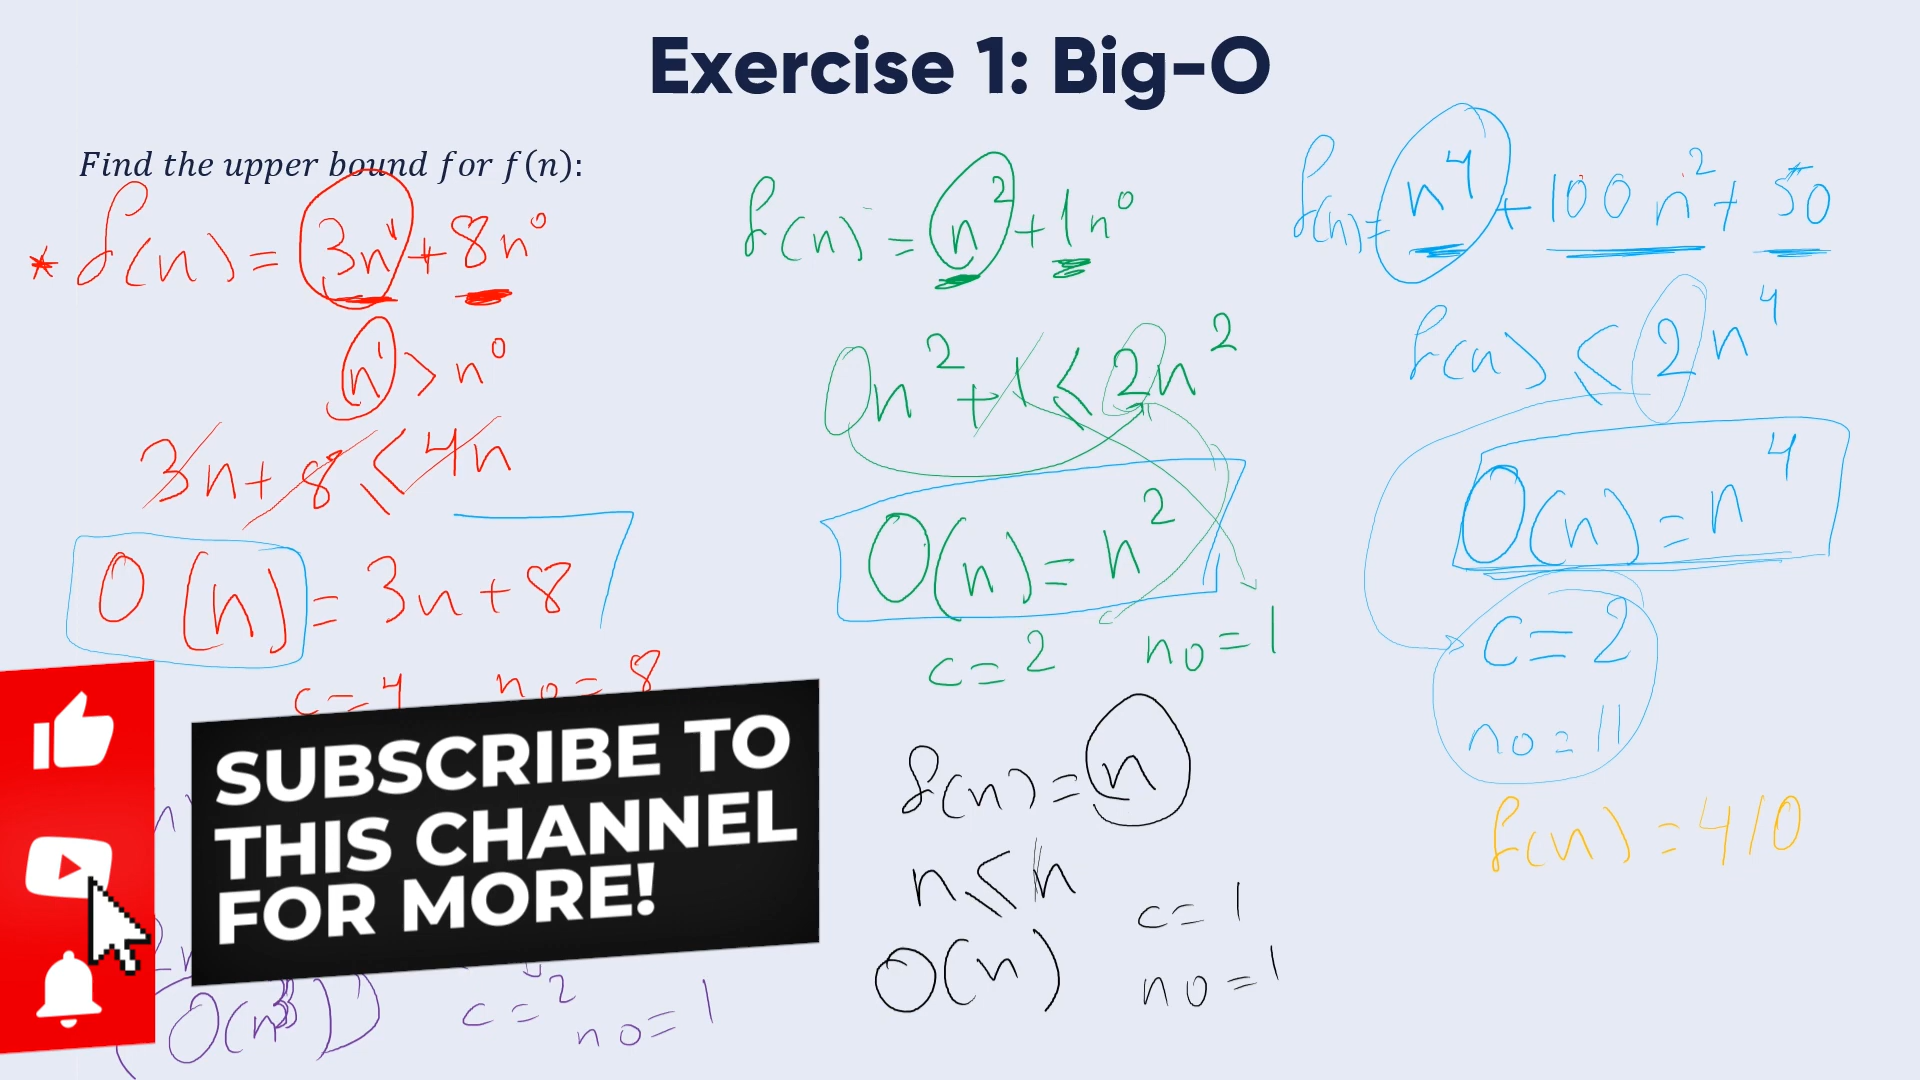 Exercise 1: Big-O
Find the upper bound for f(n):
* f(n) = 3n¹ + 8n⁰
n¹ > n⁰
3n + 8 ≤ 4n
O(n) = 3n + 8
c = 4 n₀ = 8
O(n³)
c = 2
n₀ = 1
f(n) = n² + 1n⁰
n² + 1 ≤ 2n²
O(n) = n²
c = 2 n₀ = 1
f(n) = n
n ≤ n
O(n)
c = 1
n₀ = 1
f(n) = n⁴ + 100n² + 50
f(n) ≤ 2n⁴
O(n) = n⁴
c = 2
n₀ = 11
f(n) = 410
SUBSCRIBE TO
THIS CHANNEL
FOR MORE!